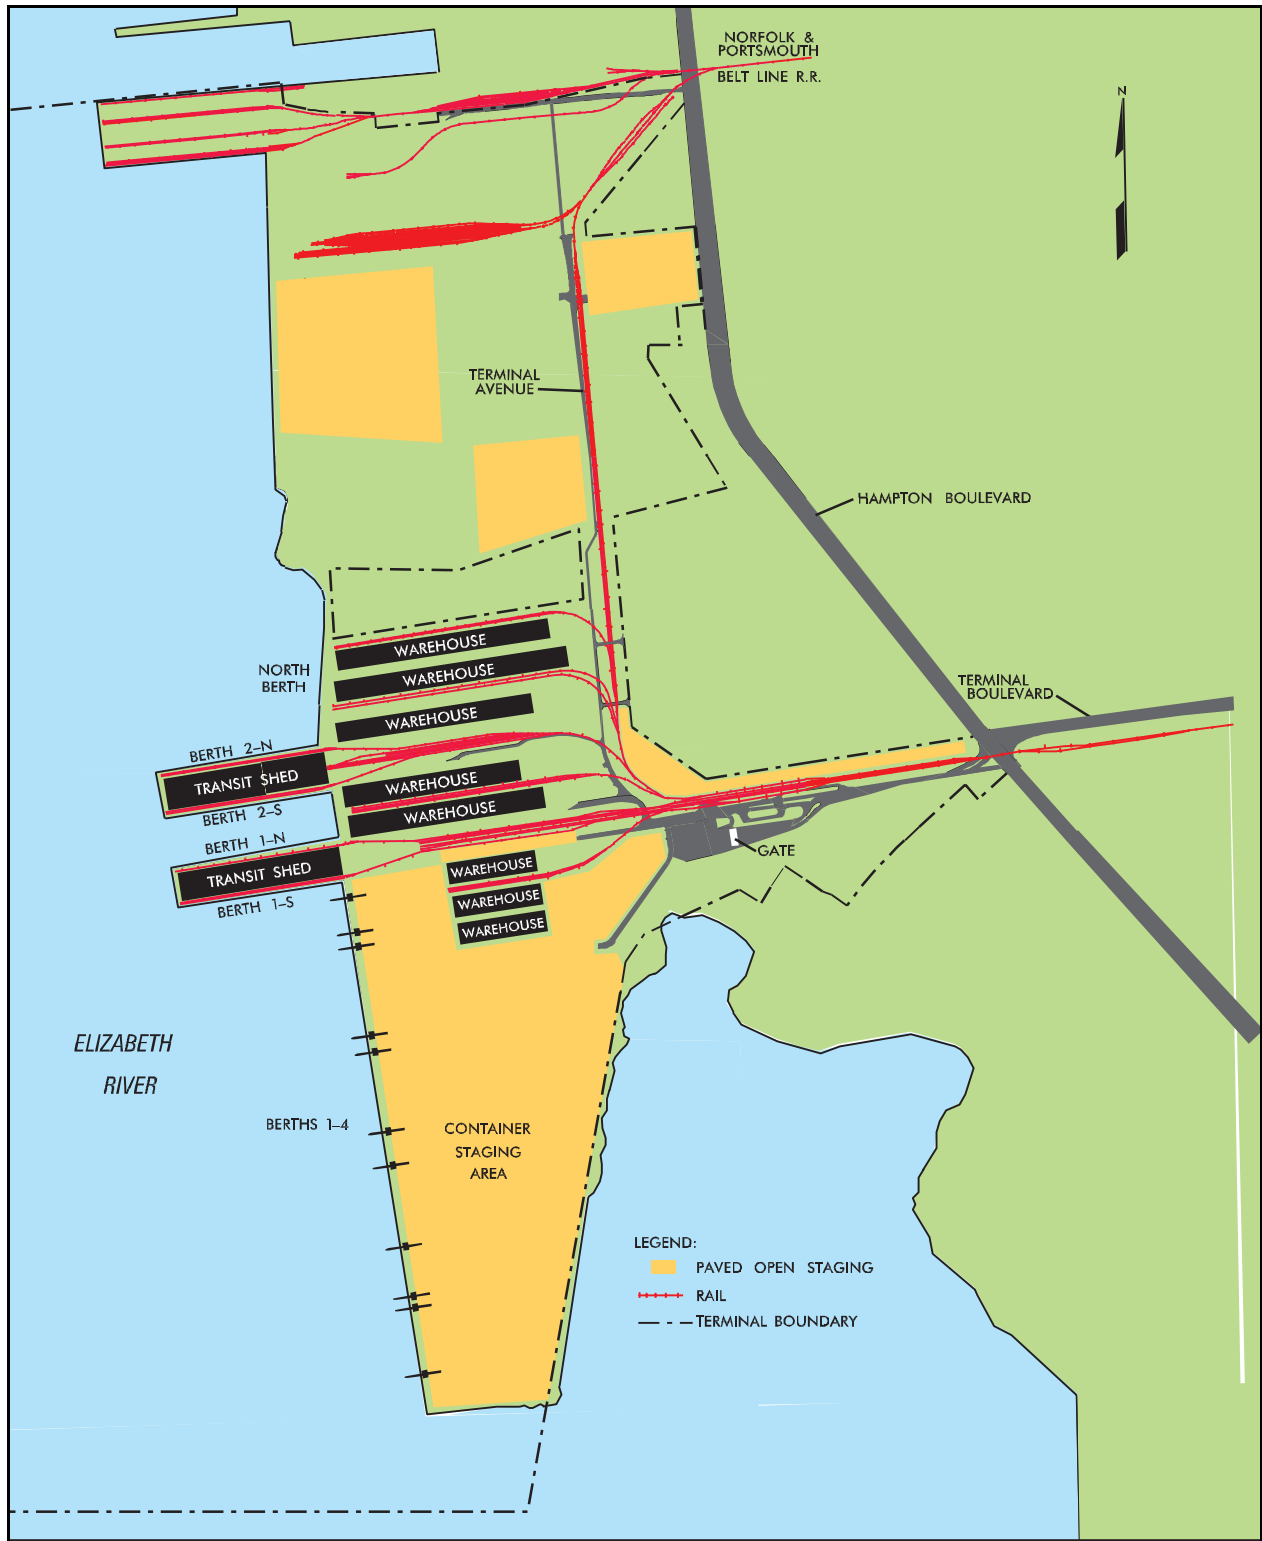 NORFOLK &
PORTSMOUTH
BELT LINE R.R.
N
TERMINAL
AVENUE
HAMPTON BOULEVARD
WAREHOUSE
NORTH
BERTH
WAREHOUSE
TERMINAL
BOULEVARD
WAREHOUSE
BERTH 2–N
TRANSIT SHED
WAREHOUSE
BERTH 2–S
WAREHOUSE
BERTH 1–N
GATE
WAREHOUSE
TRANSIT SHED
WAREHOUSE
BERTH 1–S
WAREHOUSE
ELIZABETH
RIVER
BERTHS 1–4
CONTAINER
STAGING
AREA
LEGEND:
PAVED OPEN STAGING
RAIL
TERMINAL BOUNDARY